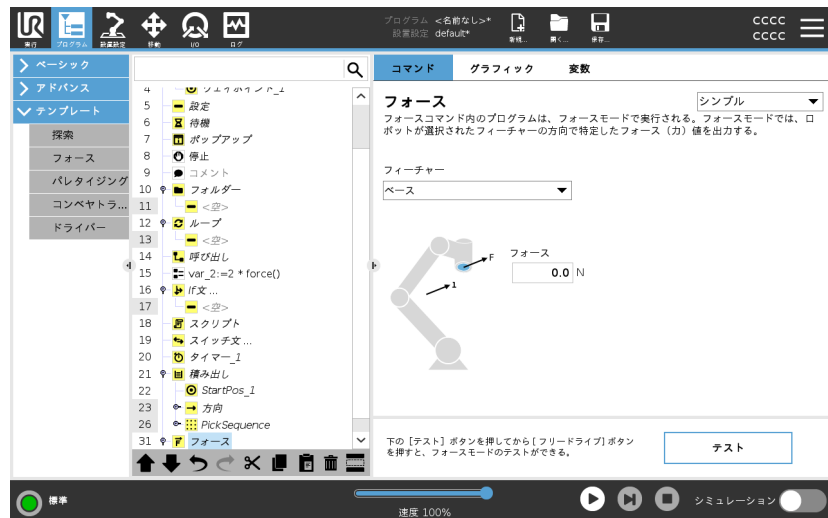 UR
プログラム <名前なし>*
設置設定 default*
cccc
cccc
実行
プログラム
設置設定
移動
I/O
ログ
新規...
開く...
保存...
ベーシック
アドバンス
テンプレート
探索
フォース
パレタイジング
コンベヤトラ...
ドライバー
4 ウェイポイント_1
5 設定
6 待機
7 ポップアップ
8 停止
9 コメント
10 フォルダー
11 <空>
12 ループ
13 <空>
14 呼び出し
15 var_2:=2 * force()
16 If文 ...
17 <空>
18 スクリプト
19 スイッチ文 ...
20 タイマー_1
21 積み出し
22 StartPos_1
23 方向
26 PickSequence
31 フォース
コマンド グラフィック 変数
フォース
シンプル
フォースコマンド内のプログラムは、フォースモードで実行される。フォースモードでは、ロ
ボットが選択されたフィーチャーの方向で特定したフォース（力）値を出力する。
フィーチャー
ベース
F
1
フォース
0.0 N
下の［テスト］ボタンを押してから[フリードライブ]ボタン
を押すと、フォースモードのテストができる。
テスト
標準
速度 100%
シミュレーション